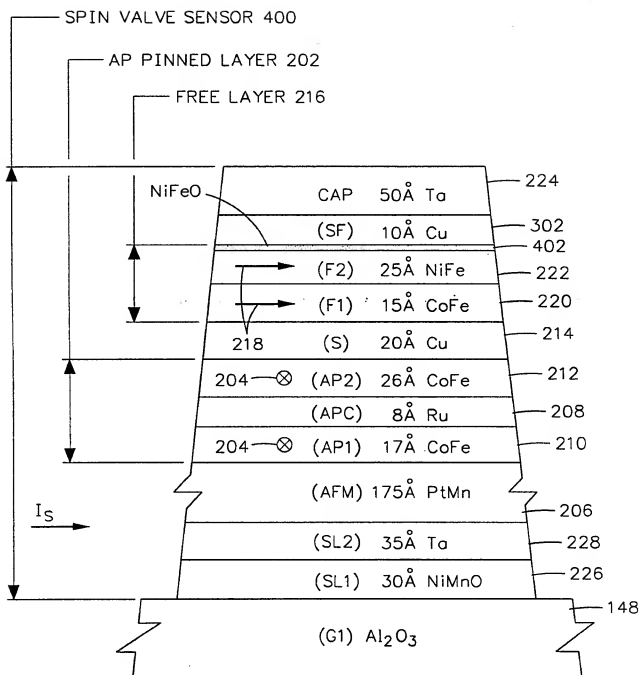 SPIN VALVE SENSOR 400
AP PINNED LAYER 202
FREE LAYER 216
NiFeO
CAP 50Å Ta 224
(SF) 10Å Cu 302
402
(F2) 25Å NiFe 222
(F1) 15Å CoFe 220
218 (S) 20Å Cu 214
204 (AP2) 26Å CoFe 212
(APC) 8Å Ru 208
204 (AP1) 17Å CoFe 210
(AFM) 175Å PtMn 206
IS
(SL2) 35Å Ta 228
(SL1) 30Å NiMnO 226
148
(G1) Al2O3